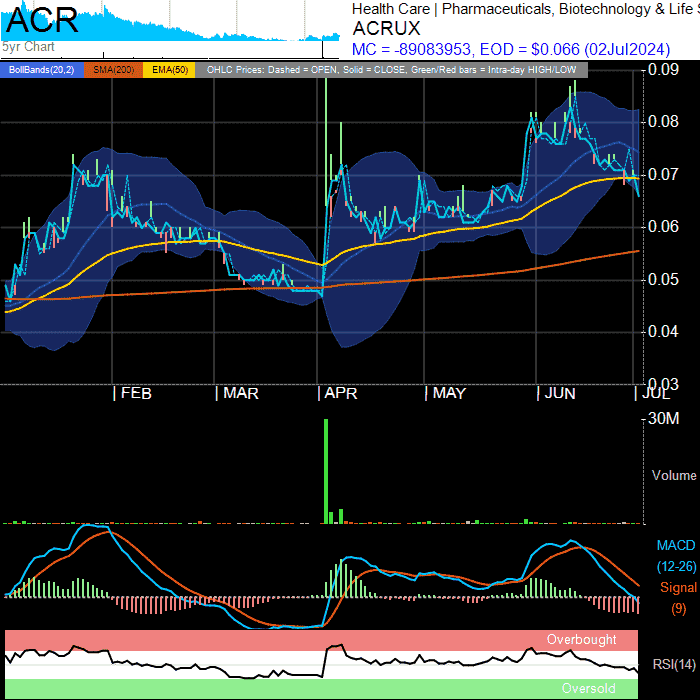 ACR
5yr Chart
Health Care | Pharmaceuticals, Biotechnology & Life S
ACRUX
MC = -89083953, EOD = $0.066 (02Jul2024)
BollBands(20,2) SMA(200) EMA(50) OHLC Prices: Dashed = OPEN, Solid = CLOSE, Green/Red bars = Intra-day HIGH/LOW
0.09
0.08
0.07
0.06
0.05
0.04
0.03
FEB MAR APR MAY JUN JUL
30M
Volume
MACD
(12-26)
Signal
(9)
Overbought
RSI(14)
Oversold